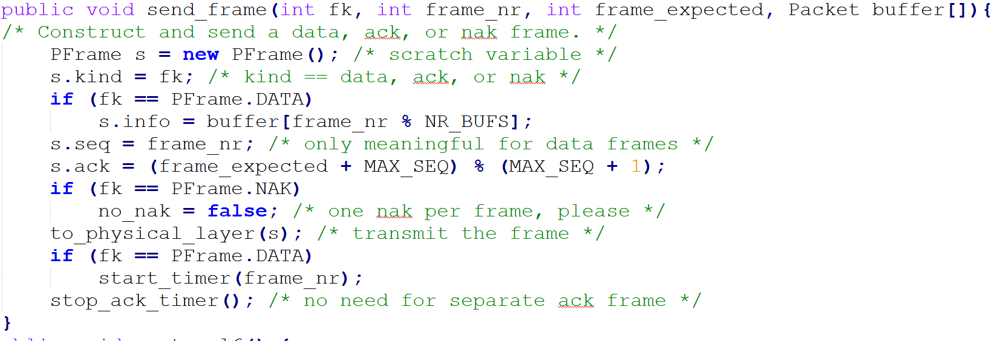 public void send_frame(int fk, int frame_nr, int frame_expected, Packet buffer[]){
/* Construct and send a data, ack, or nak frame. */
PFrame s = new PFrame(); /* scratch variable */
s.kind = fk; /* kind == data, ack, or nak */
if (fk == PFrame.DATA)
s.info = buffer[frame_nr % NR_BUFS];
s.seq = frame_nr; /* only meaningful for data frames */
s.ack = (frame_expected + MAX_SEQ) % (MAX_SEQ + 1);
if (fk == PFrame.NAK)
no_nak = false; /* one nak per frame, please */
to_physical_layer(s); /* transmit the frame */
if (fk == PFrame.DATA)
start_timer(frame_nr);
stop_ack_timer(); /* no need for separate ack frame */
}